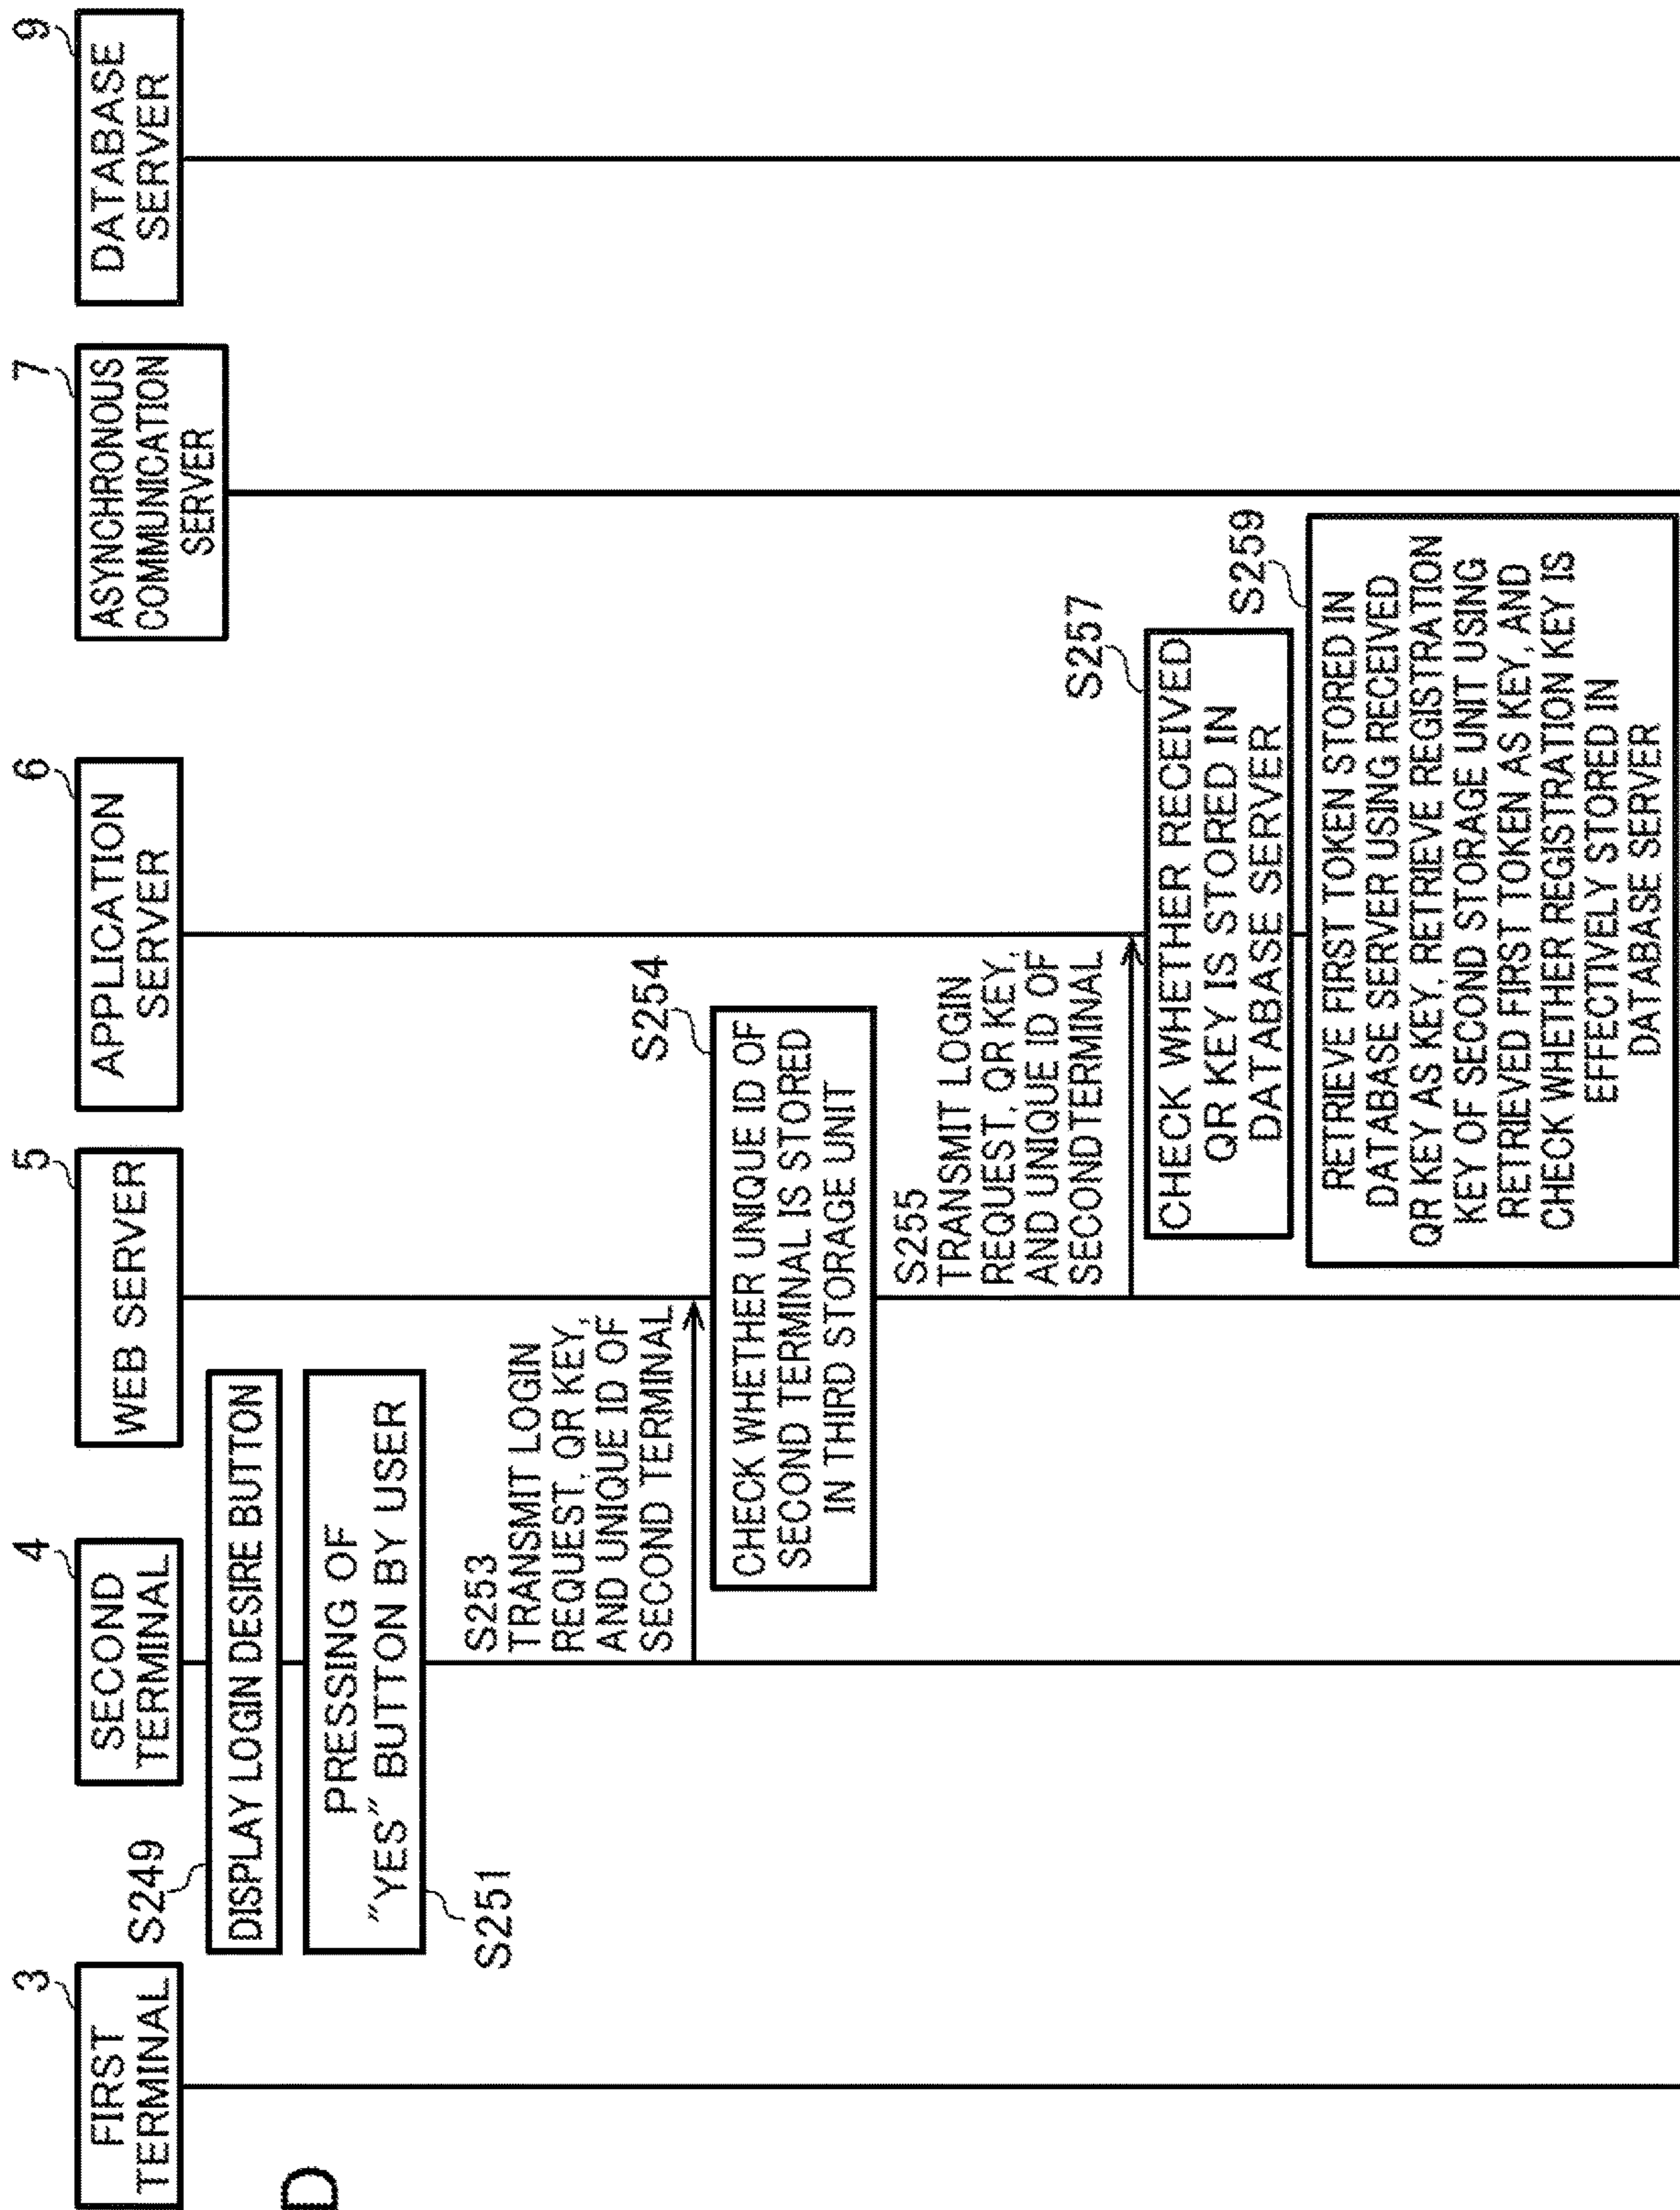 D
3
FIRST
TERMINAL
4
SECOND
TERMINAL
5
WEB SERVER
6
APPLICATION
SERVER
7
ASYNCHRONOUS
COMMUNICATION
SERVER
9
DATABASE
SERVER
S249
DISPLAY LOGIN DESIRE BUTTON
PRESSING OF
"YES" BUTTON BY USER
S251
S253
TRANSMIT LOGIN
REQUEST, QR KEY,
AND UNIQUE ID OF
SECOND TERMINAL
S254
CHECK WHETHER UNIQUE ID OF
SECOND TERMINAL IS STORED
IN THIRD STORAGE UNIT
S255
TRANSMIT LOGIN
REQUEST, QR KEY,
AND UNIQUE ID OF
SECONDTERMINAL
S257
CHECK WHETHER RECEIVED
QR KEY IS STORED IN
DATABASE SERVER
S259
RETRIEVE FIRST TOKEN STORED IN
DATABASE SERVER USING RECEIVED
QR KEY AS KEY, RETRIEVE REGISTRATION
KEY OF SECOND STORAGE UNIT USING
RETRIEVED FIRST TOKEN AS KEY, AND
CHECK WHETHER REGISTRATION KEY IS
EFFECTIVELY STORED IN
DATABASE SERVER